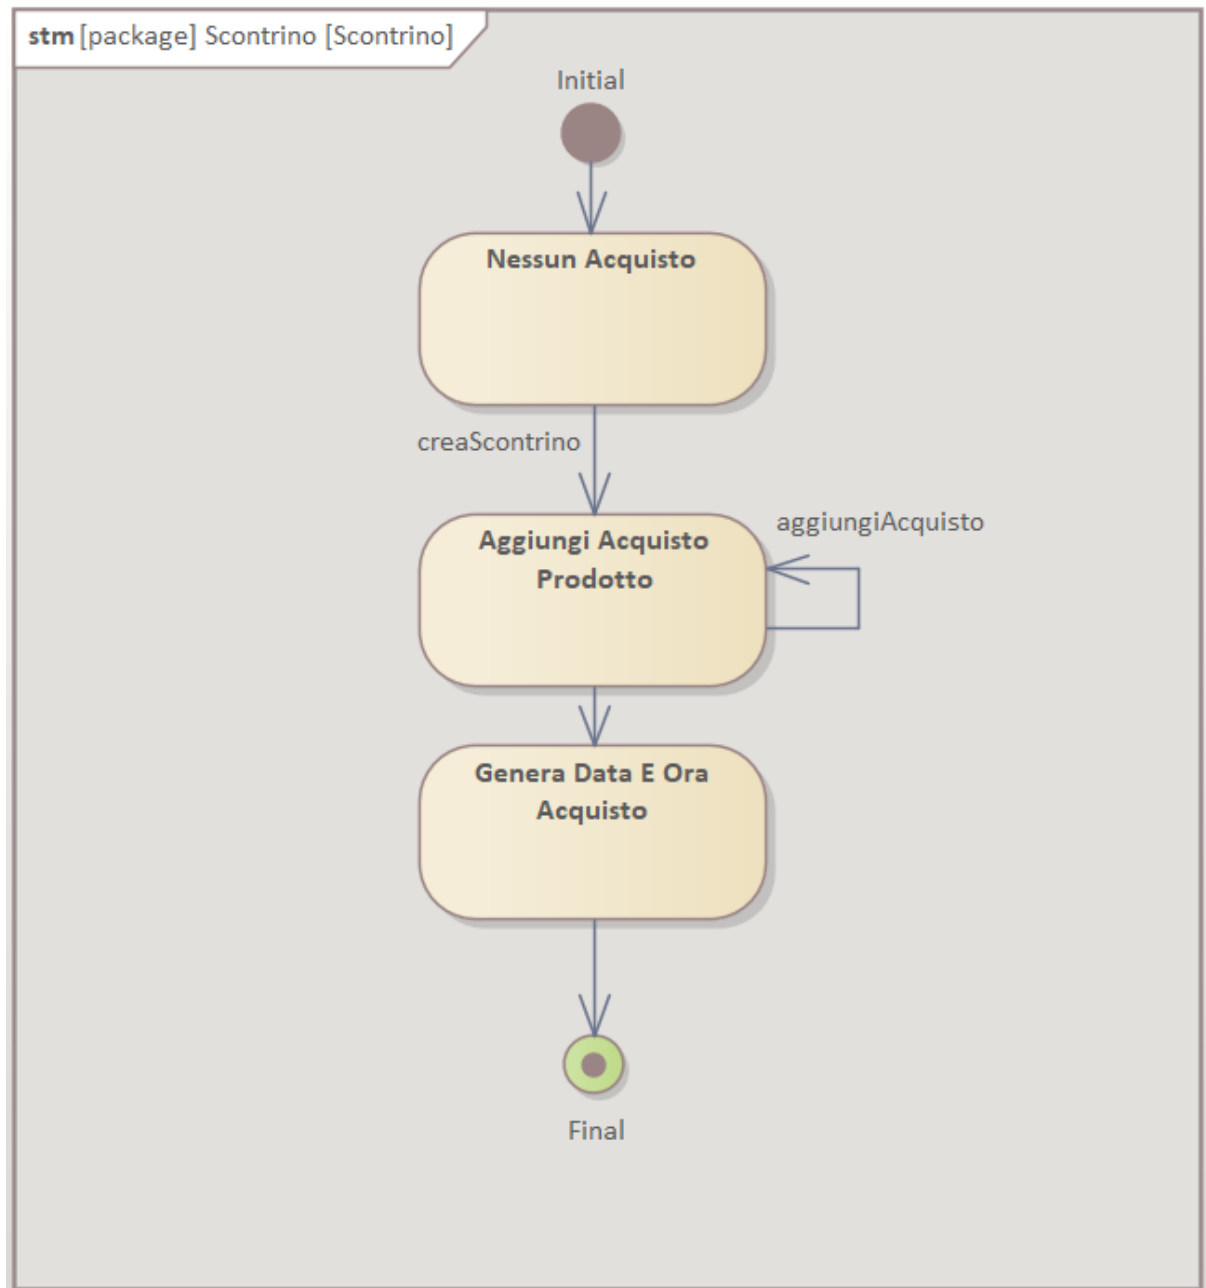 stm [package] Scontrino [Scontrino]
Initial
Nessun Acquisto
creaScontrino
aggiungiAcquisto
Aggiungi Acquisto
Prodotto
Genera Data E Ora
Acquisto
Final